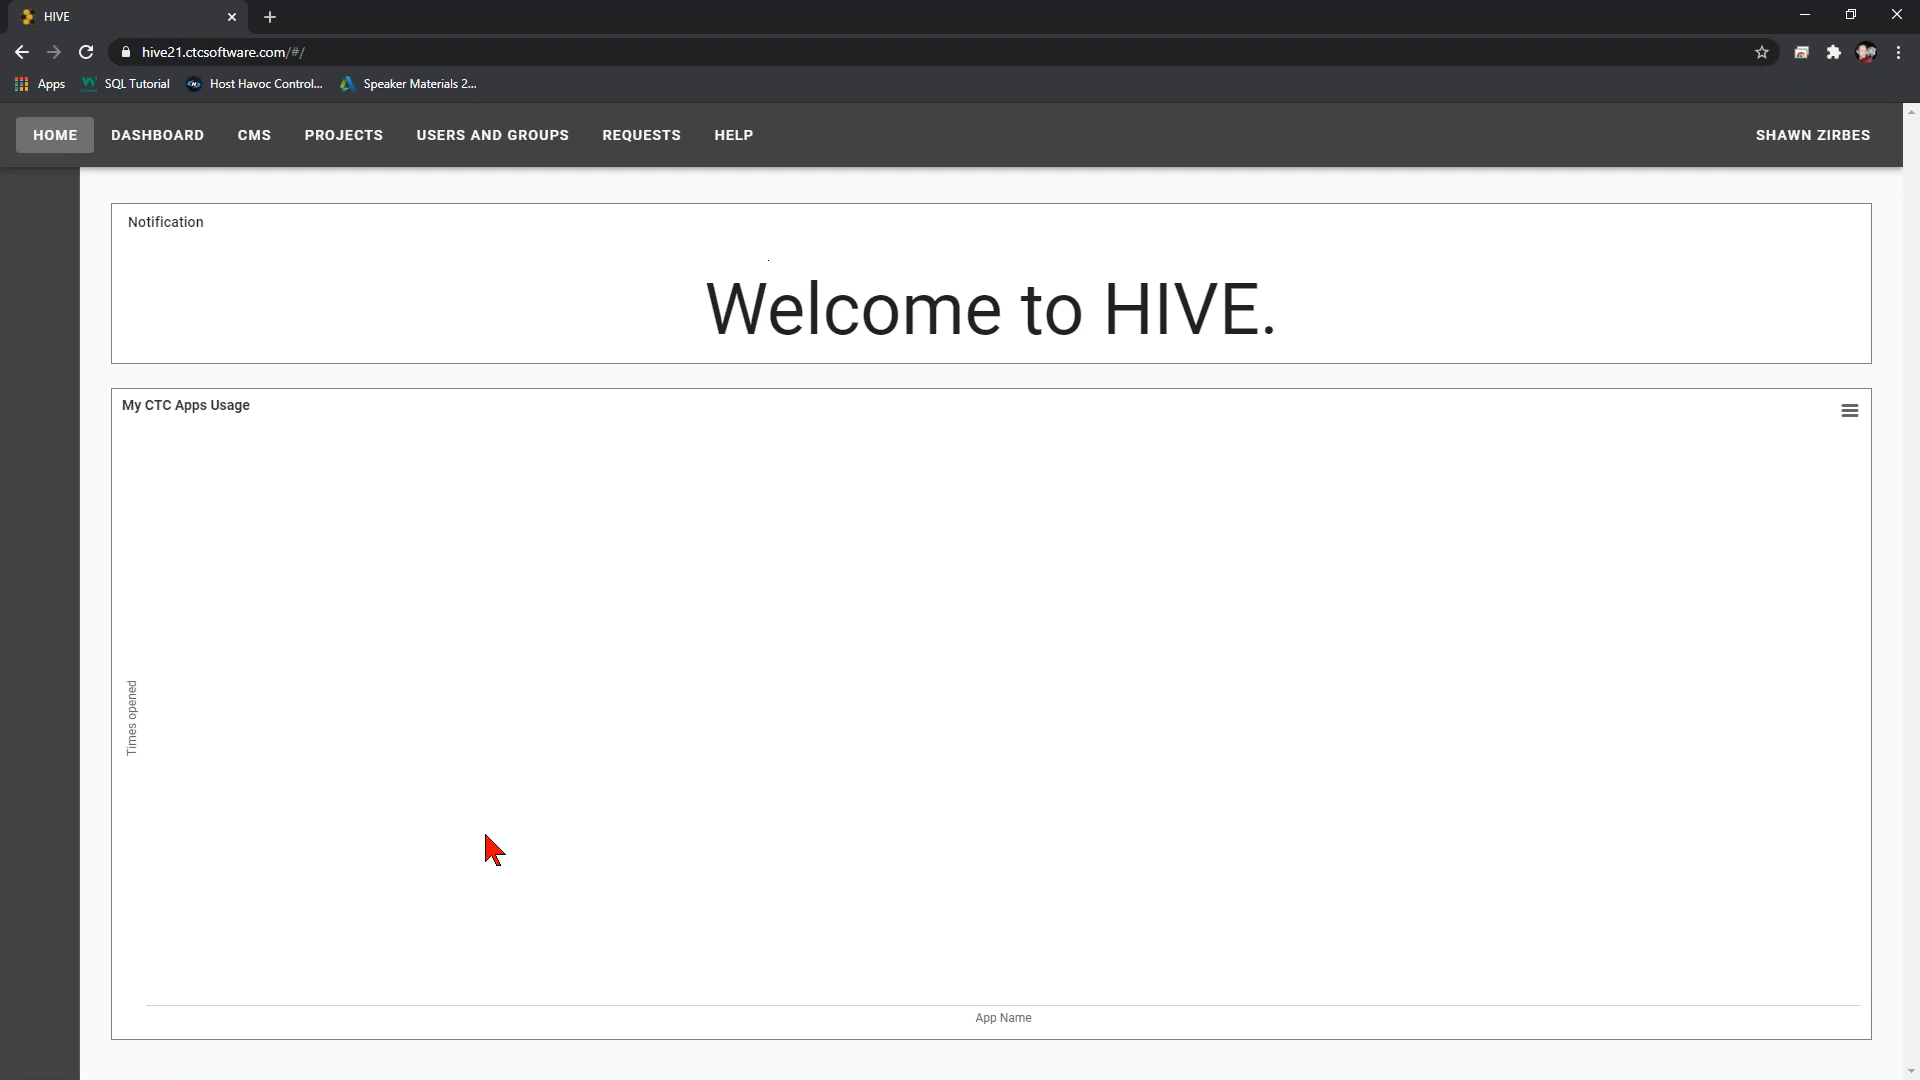 HIVE
hive21.ctcsoftware.com/#/
Apps SQL Tutorial Host Havoc Control... Speaker Materials 2...
HOME DASHBOARD CMS PROJECTS USERS AND GROUPS REQUESTS HELP SHAWN ZIRBES
Notification
Welcome to HIVE.
My CTC Apps Usage
Times opened
App Name